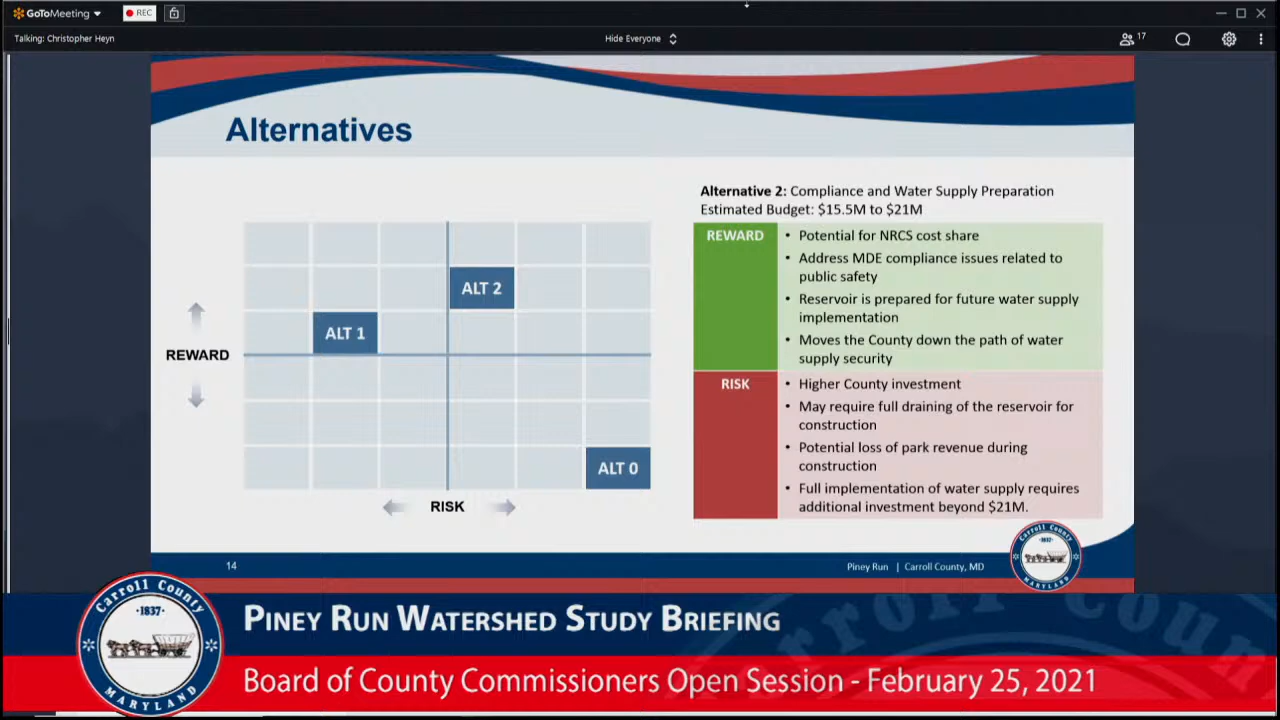 GoToMeeting
REC
Talking: Christopher Heyn
Hide Everyone
17
Alternatives
Alternative 2: Compliance and Water Supply Preparation
Estimated Budget: $15.5M to $21M
REWARD
• Potential for NRCS cost share
• Address MDE compliance issues related to
public safety
• Reservoir is prepared for future water supply
implementation
• Moves the County down the path of water
supply security
RISK
• Higher County investment
• May require full draining of the reservoir for
construction
• Potential loss of park revenue during
construction
• Full implementation of water supply requires
additional investment beyond $21M.
ALT 2
ALT 1
REWARD
ALT 0
RISK
14
Piney Run | Carroll County, MD
Carroll County
1837
MARYLAND
Carroll County
·1837·
MARYLAND
PINEY RUN WATERSHED STUDY BRIEFING
Board of County Commissioners Open Session - February 25, 2021
arroll Coun